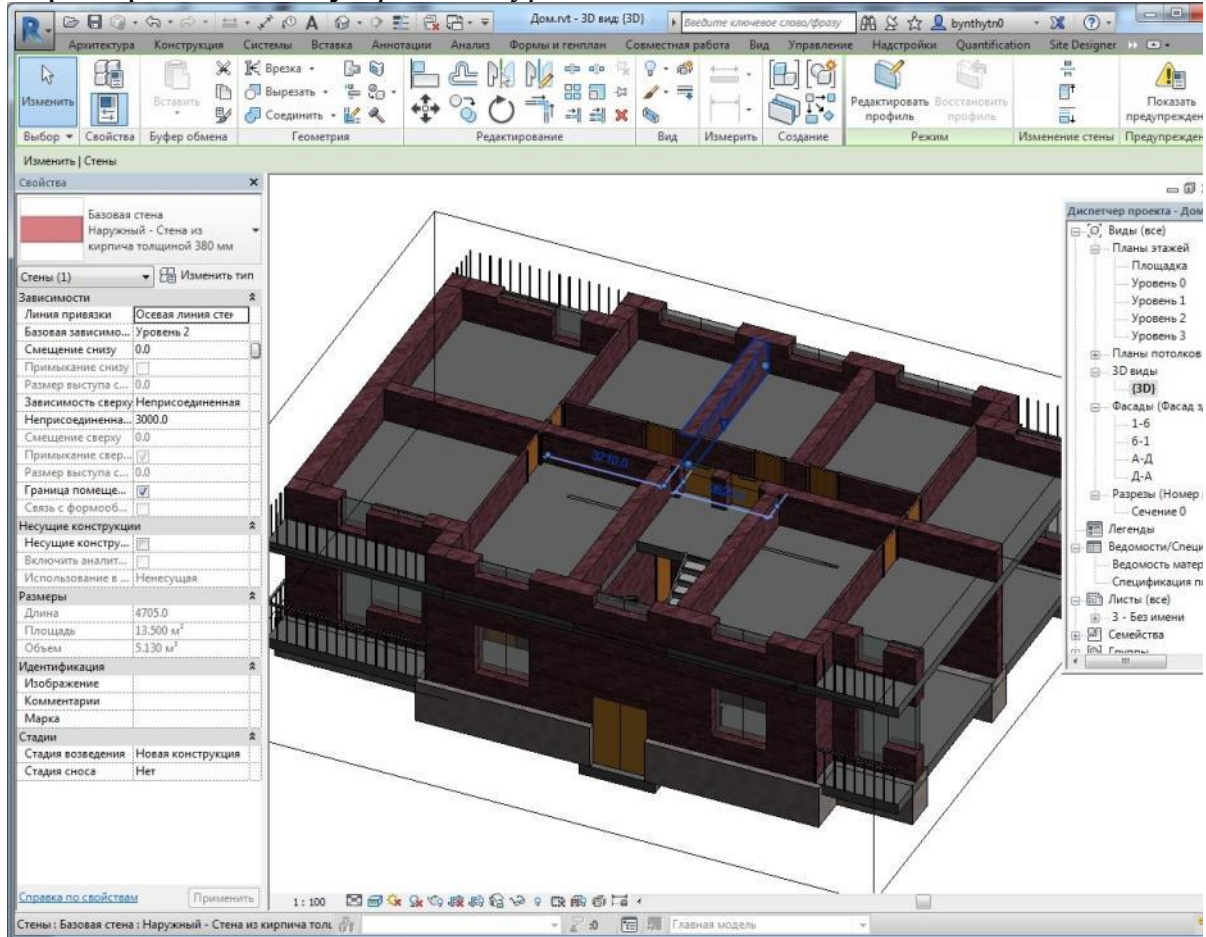 Дом.rvt - 3D вид: {3D}
Введите ключевое слово/фразу
bynthytn0
Архитектура Конструкция Системы Вставка Аннотации Анализ Формы и генплан Совместная работа Вид Управление Надстройки Quantification Site Designer
Изменить
Вставить
Врезка
Вырезать
Соединить
Редактировать профиль
Восстановить профиль
Показать
предупрежден
Выбор Свойства Буфер обмена Геометрия Редактирование Вид Измерить Создание Режим Изменение стены Предупрежден
Изменить | Стены
Свойства
Базовая стена
Наружный - Стена из
кирпича толщиной 380 мм
Стены (1) Изменить тип
Зависимости
Линия привязки Осевая линия стен
Базовая зависимо... Уровень 2
Смещение снизу 0.0
Примыкание снизу
Размер выступа с... 0.0
Зависимость сверху Неприсоединенная
Неприсоединенна... 3000.0
Смещение сверху 0.0
Примыкание свер...
Размер выступа с... 0.0
Граница помеще...
Связь с формооб...
Несущие конструкции
Несущие констру...
Включить аналит...
Использование в ... Ненесущая
Размеры
Длина 4705.0
Площадь 13.500 м²
Объем 5.130 м³
Идентификация
Изображение
Комментарии
Марка
Стадии
Стадия возведения Новая конструкция
Стадия сноса Нет
Справка по свойствам Применить
3210.0
Диспетчер проекта - Дом
Виды (все)
Планы этажей
Площадка
Уровень 0
Уровень 1
Уровень 2
Уровень 3
Планы потолков
3D виды
{3D}
Фасады (Фасад з
1-6
6-1
А-Д
Д-А
Разрезы (Номер
Сечение 0
Легенды
Ведомости/Специ
Ведомость матер
Спецификация п
Листы (все)
3 - Без имени
Семейства
Группы
1 : 100
Стены : Базовая стена : Наружный - Стена из кирпича толщ :0 Главная модель